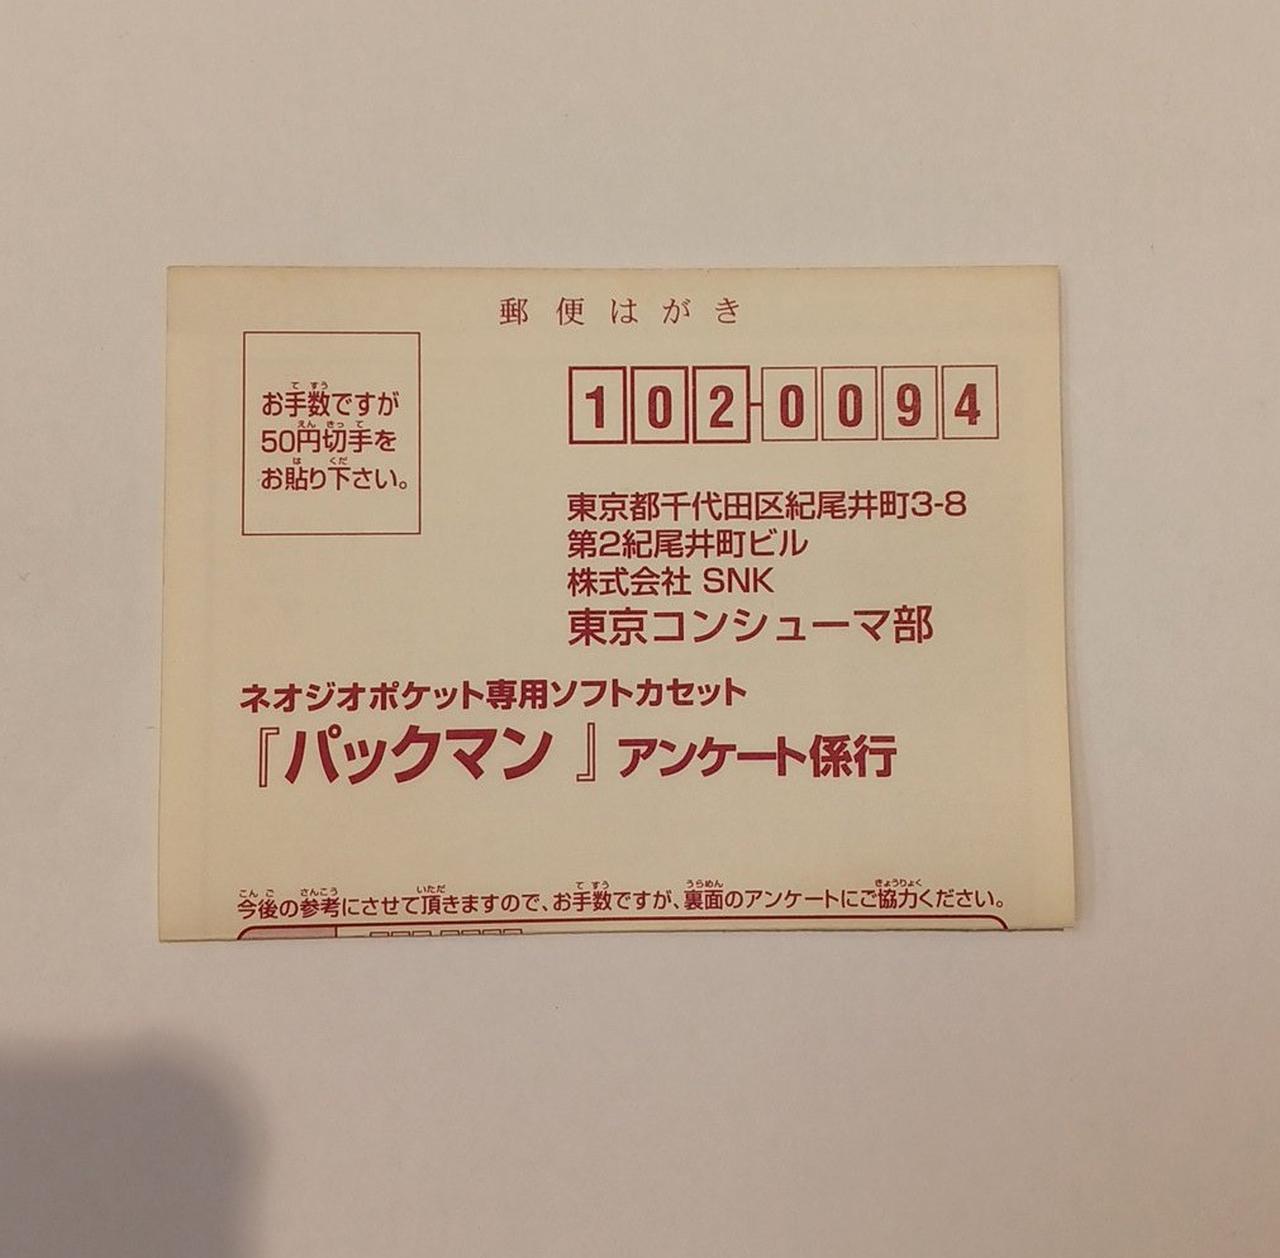 郵便はがき
お手数ですが
50円切手を
お貼り下さい。
102-0094
東京都千代田区紀尾井町3-8
第2紀尾井町ビル
株式会社 SNK
東京コンシューマ部
ネオジオポケット専用ソフトカセット
『パックマン』アンケート係行
今後の参考にさせて頂きますので、お手数ですが、裏面のアンケートにご協力ください。